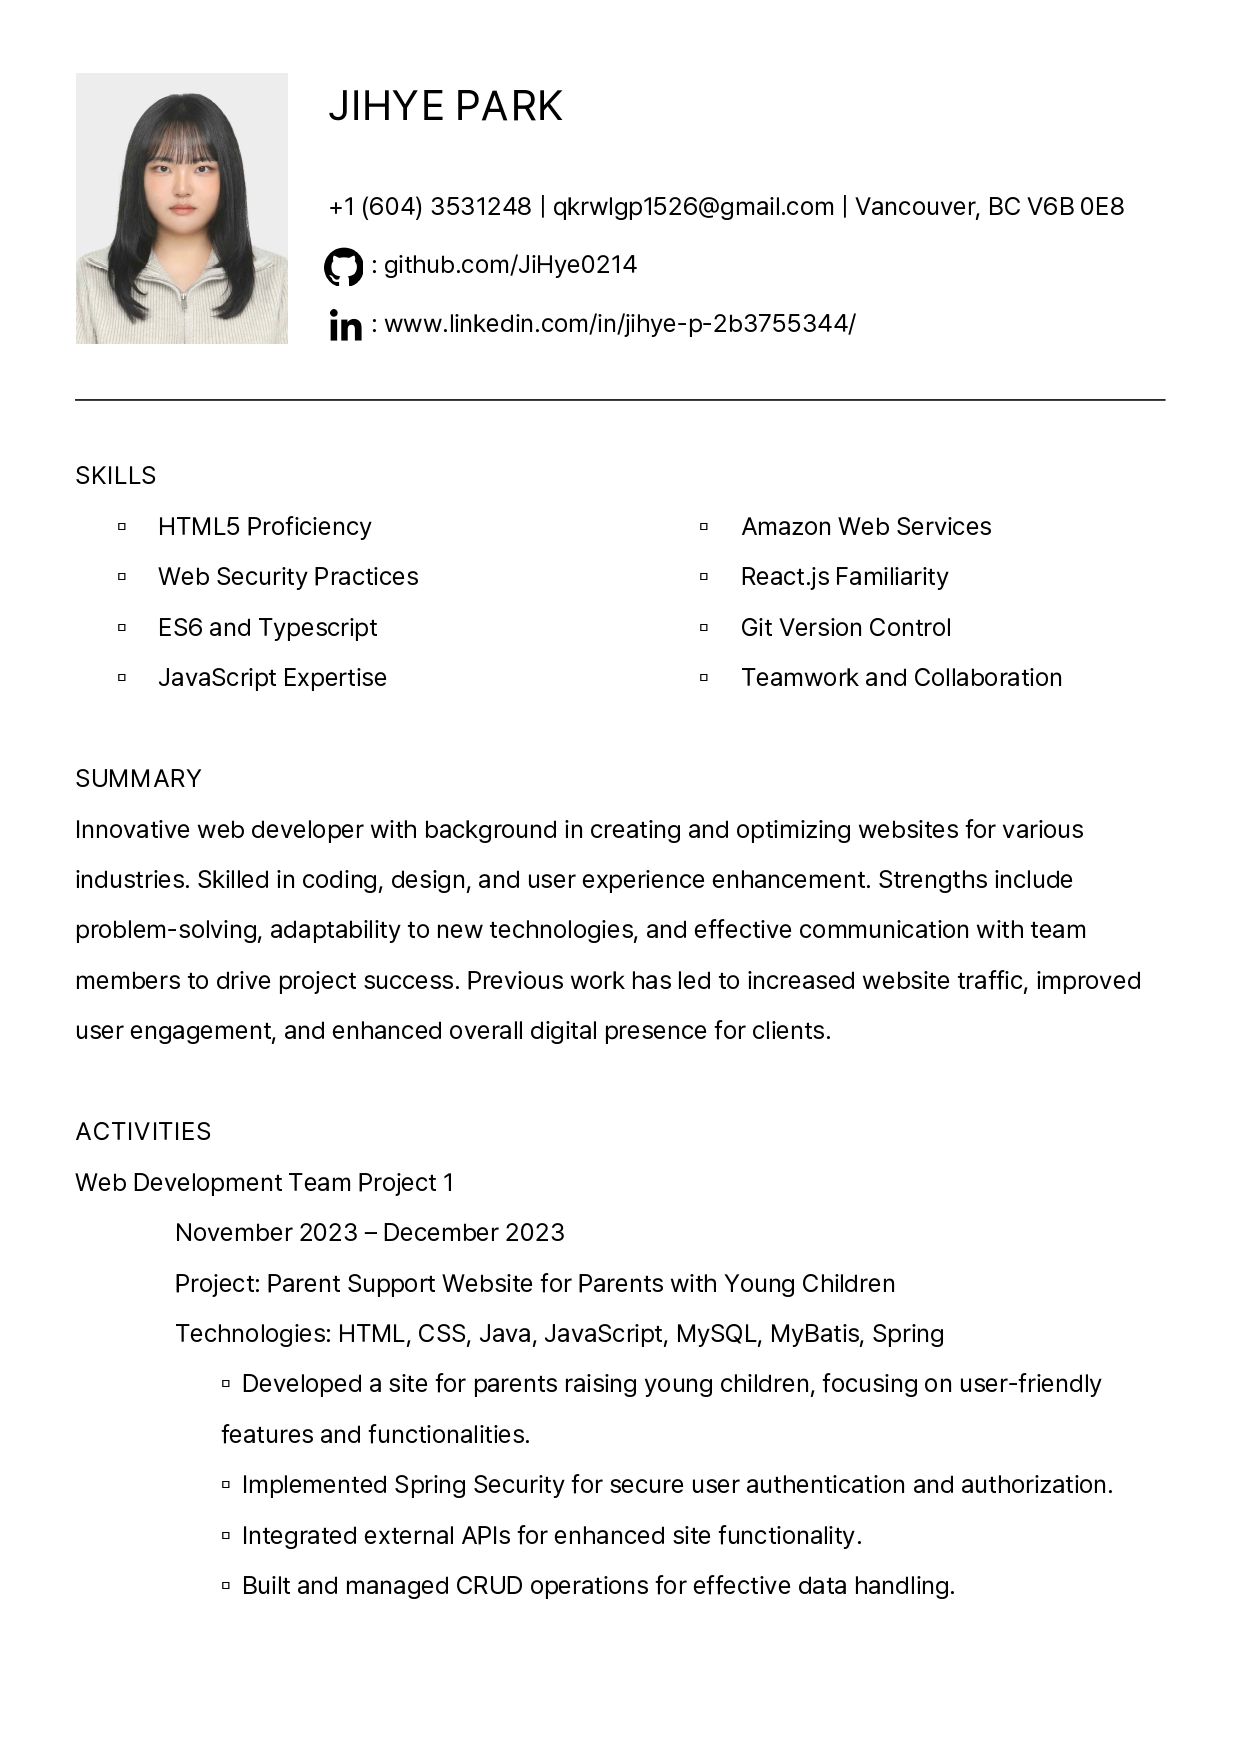 JIHYE PARK
+1 (604) 3531248 | qkrwlgp1526@gmail.com | Vancouver, BC V6B 0E8
: github.com/JiHye0214
in : www.linkedin.com/in/jihye-p-2b3755344/
SKILLS
▫ HTML5 Proficiency
▫ Web Security Practices
▫ ES6 and Typescript
▫ JavaScript Expertise
▫ Amazon Web Services
▫ React.js Familiarity
▫ Git Version Control
▫ Teamwork and Collaboration
SUMMARY
Innovative web developer with background in creating and optimizing websites for various
industries. Skilled in coding, design, and user experience enhancement. Strengths include
problem-solving, adaptability to new technologies, and effective communication with team
members to drive project success. Previous work has led to increased website traffic, improved
user engagement, and enhanced overall digital presence for clients.
ACTIVITIES
Web Development Team Project 1
November 2023 – December 2023
Project: Parent Support Website for Parents with Young Children
Technologies: HTML, CSS, Java, JavaScript, MySQL, MyBatis, Spring
▫ Developed a site for parents raising young children, focusing on user-friendly
features and functionalities.
▫ Implemented Spring Security for secure user authentication and authorization.
▫ Integrated external APIs for enhanced site functionality.
▫ Built and managed CRUD operations for effective data handling.